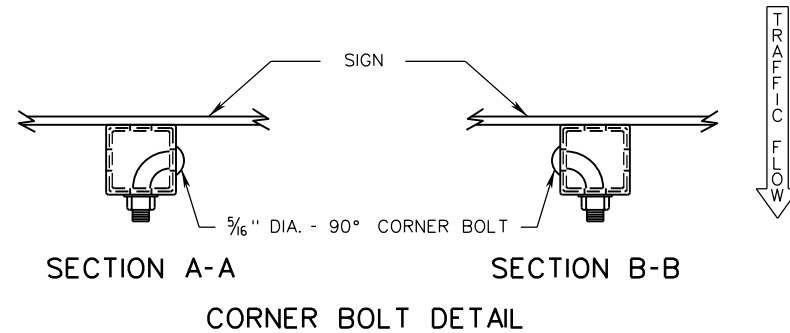 SIGN
5/16" DIA. - 90° CORNER BOLT
SECTION A-A
SECTION B-B
CORNER BOLT DETAIL
TRAFFIC FLOW